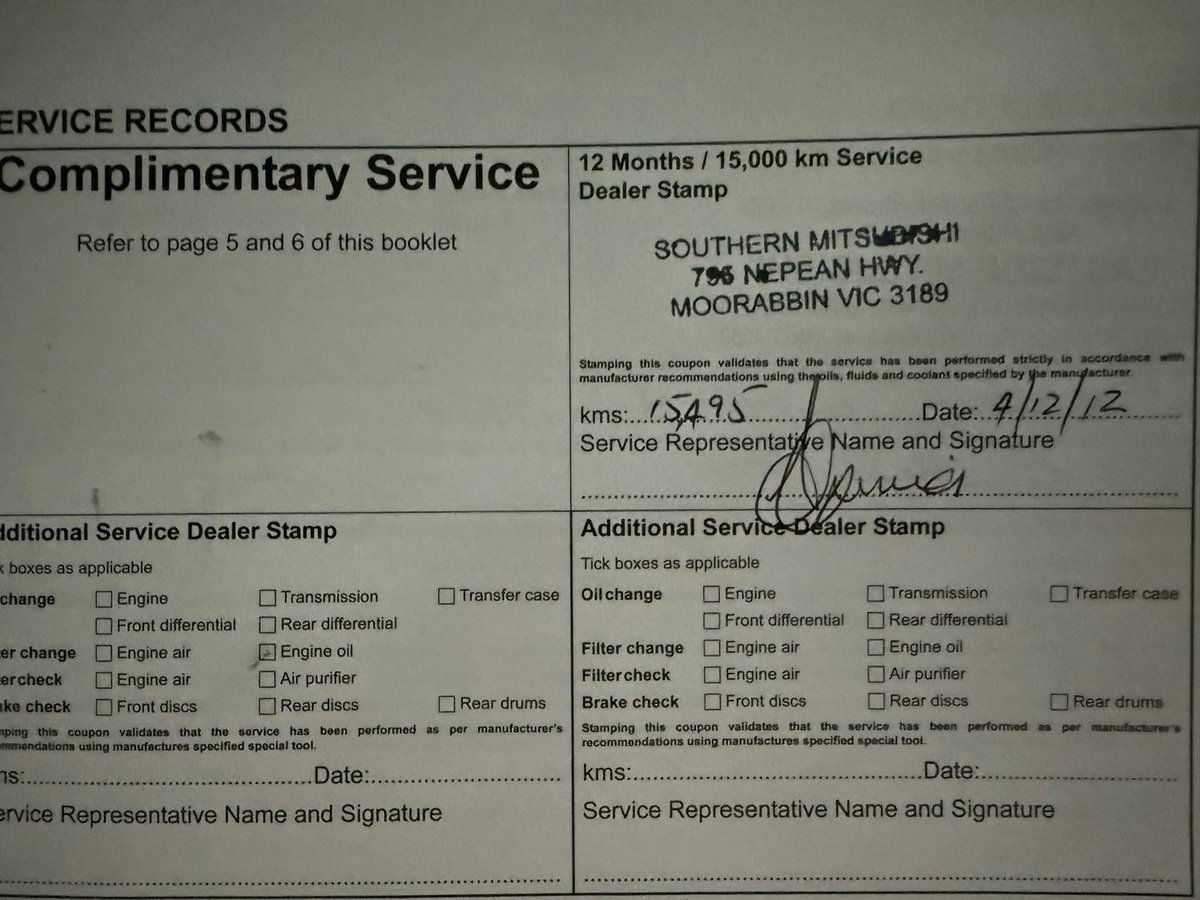 ERVICE RECORDS
Complimentary Service
Refer to page 5 and 6 of this booklet
12 Months / 15,000 km Service
Dealer Stamp
SOUTHERN MITSUBISHI
796 NEPEAN HWY.
MOORABBIN VIC 3189
Stamping this coupon validates that the service has been performed strictly in accordance with
manufacturer recommendations using the oils, fluids and coolant specified by the manufacturer
kms: 15,495 Date: 4/12/12
Service Representative Name and Signature
dditional Service Dealer Stamp
k boxes as applicable
change Engine Transmission Transfer case
Front differential Rear differential
er change Engine air Engine oil
er check Engine air Air purifier
ke check Front discs Rear discs Rear drums
mping this coupon validates that the service has been performed as per manufacturer's
mmendations using manufactures specified special tool.
ms: Date:
ervice Representative Name and Signature
Additional Service Dealer Stamp
Tick boxes as applicable
Oil change Engine Transmission Transfer case
Front differential Rear differential
Filter change Engine air Engine oil
Filter check Engine air Air purifier
Brake check Front discs Rear discs Rear drums
Stamping this coupon validates that the service has been performed as per manufacturer's
recommendations using manufactures specified special tool.
kms: Date:
Service Representative Name and Signature